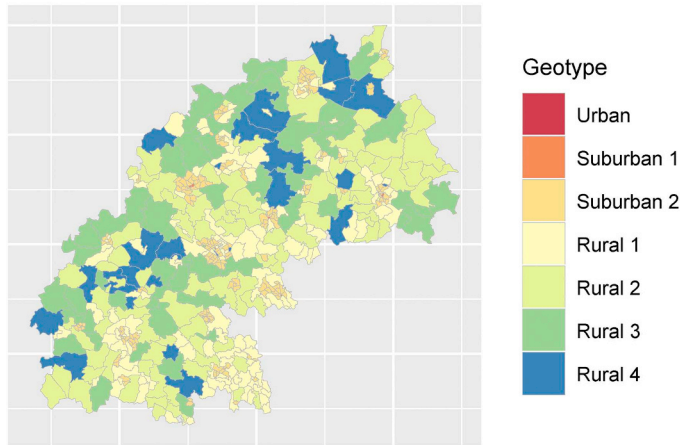 Geotype
Urban
Suburban 1
Suburban 2
Rural 1
Rural 2
Rural 3
Rural 4